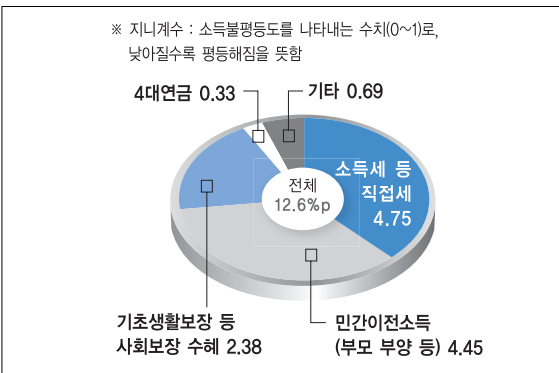 ※ 지니계수 : 소득불평등도를 나타내는 수치(0~1)로,
낮아질수록 평등해짐을 뜻함
4대연금 0.33
기타 0.69
소득세 등
직접세
4.75
전체
12.6%p
기초생활보장 등
사회보장 수혜 2.38
민간이전소득
(부모 부양 등) 4.45